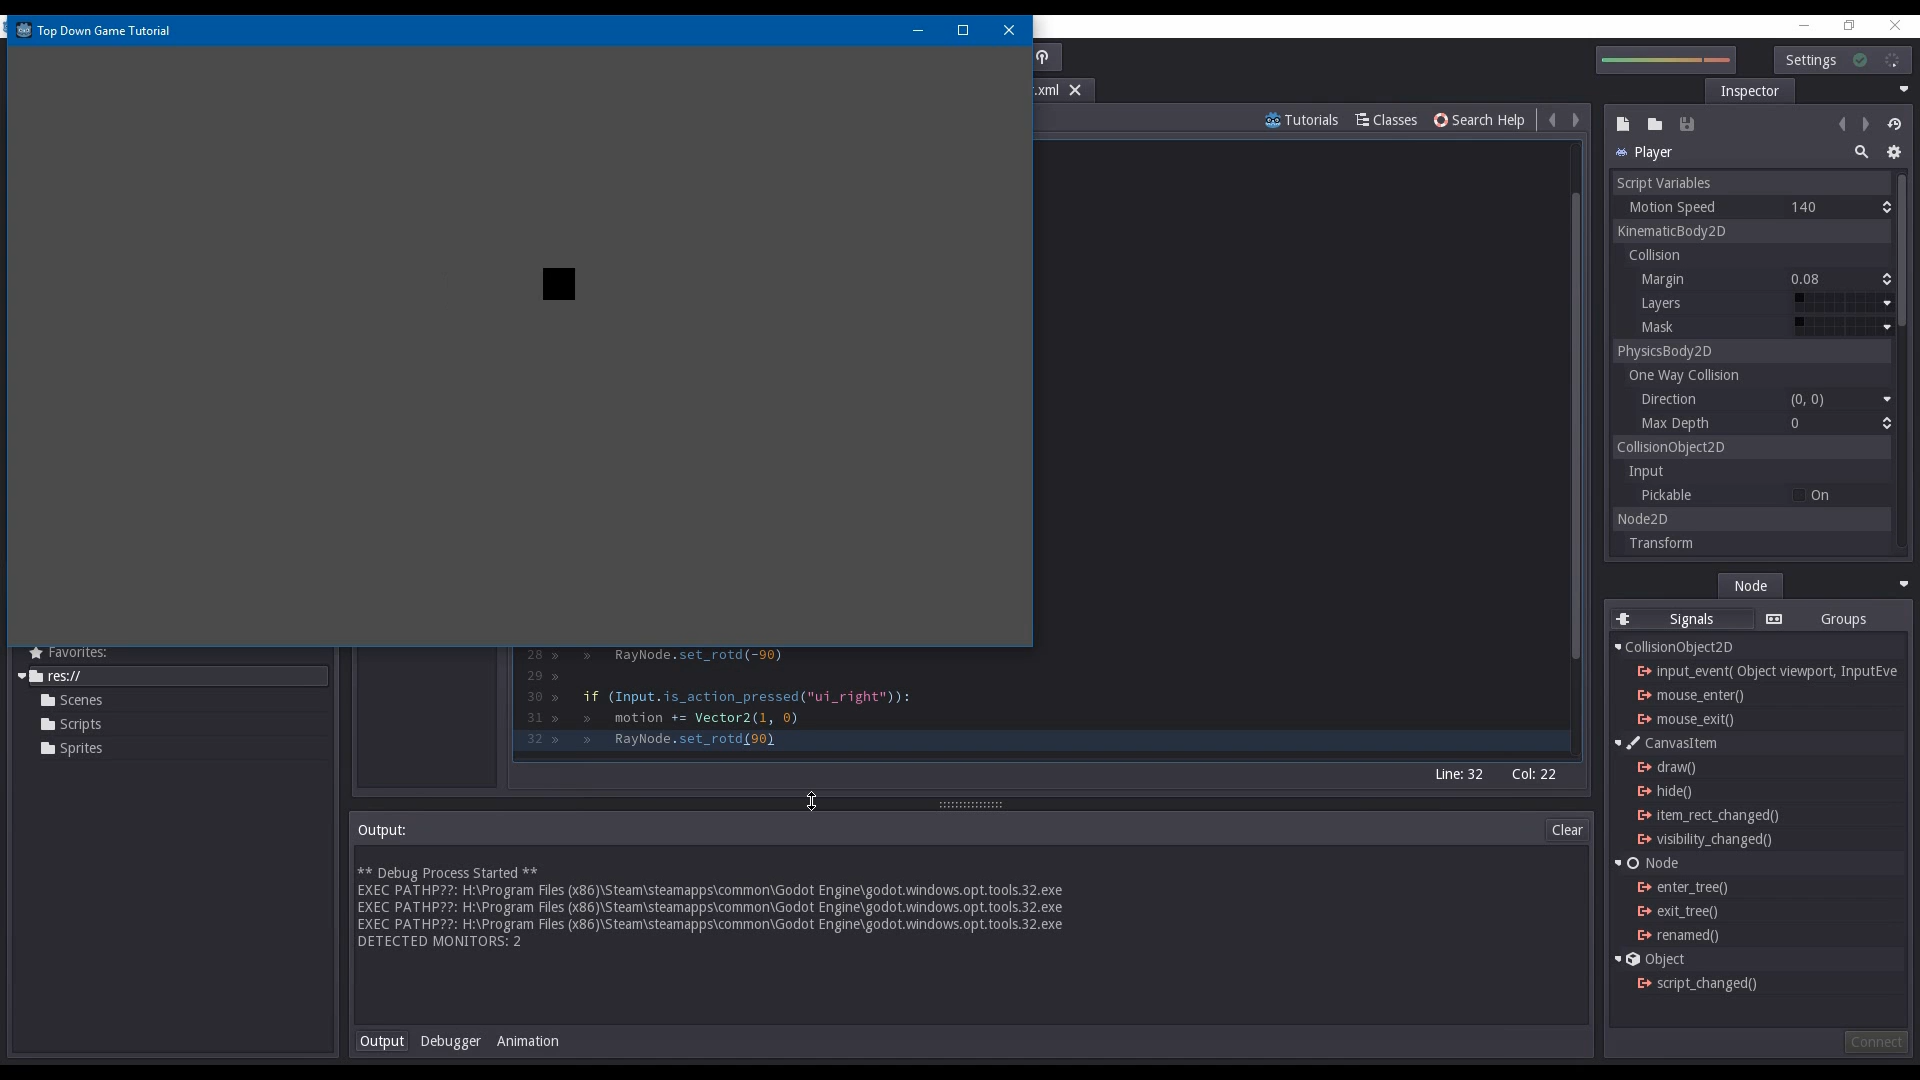 Top Down Game Tutorial
.xml
Settings
Tutorials
Classes
Search Help
Inspector
Player
Script Variables
Motion Speed 140
KinematicBody2D
Collision
Margin 0.08
Layers
Mask
PhysicsBody2D
One Way Collision
Direction (0, 0)
Max Depth 0
CollisionObject2D
Input
Pickable On
Node2D
Transform
Node
Signals
Groups
CollisionObject2D
input_event( Object viewport, InputEve
mouse_enter()
mouse_exit()
CanvasItem
draw()
hide()
item_rect_changed()
visibility_changed()
Node
enter_tree()
exit_tree()
renamed()
Object
script_changed()
Connect
Favorites:
res://
Scenes
Scripts
Sprites
28 » » RayNode.set_rotd(-90)
29 »
30 » if (Input.is_action_pressed("ui_right")):
31 » » motion += Vector2(1, 0)
32 » » RayNode.set_rotd(90)
Line: 32 Col: 22
Output:
Clear
** Debug Process Started **
EXEC PATHP??: H:\Program Files (x86)\Steam\steamapps\common\Godot Engine\godot.windows.opt.tools.32.exe
EXEC PATHP??: H:\Program Files (x86)\Steam\steamapps\common\Godot Engine\godot.windows.opt.tools.32.exe
EXEC PATHP??: H:\Program Files (x86)\Steam\steamapps\common\Godot Engine\godot.windows.opt.tools.32.exe
DETECTED MONITORS: 2
Output
Debugger
Animation